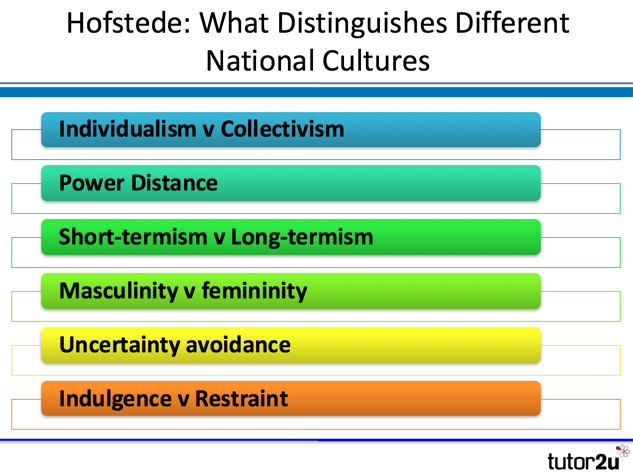 Hofstede: What Distinguishes Different
National Cultures
Individualism v Collectivism
Power Distance
Short-termism v Long-termism
Masculinity v femininity
Uncertainty avoidance
Indulgence v Restraint
tutor2u